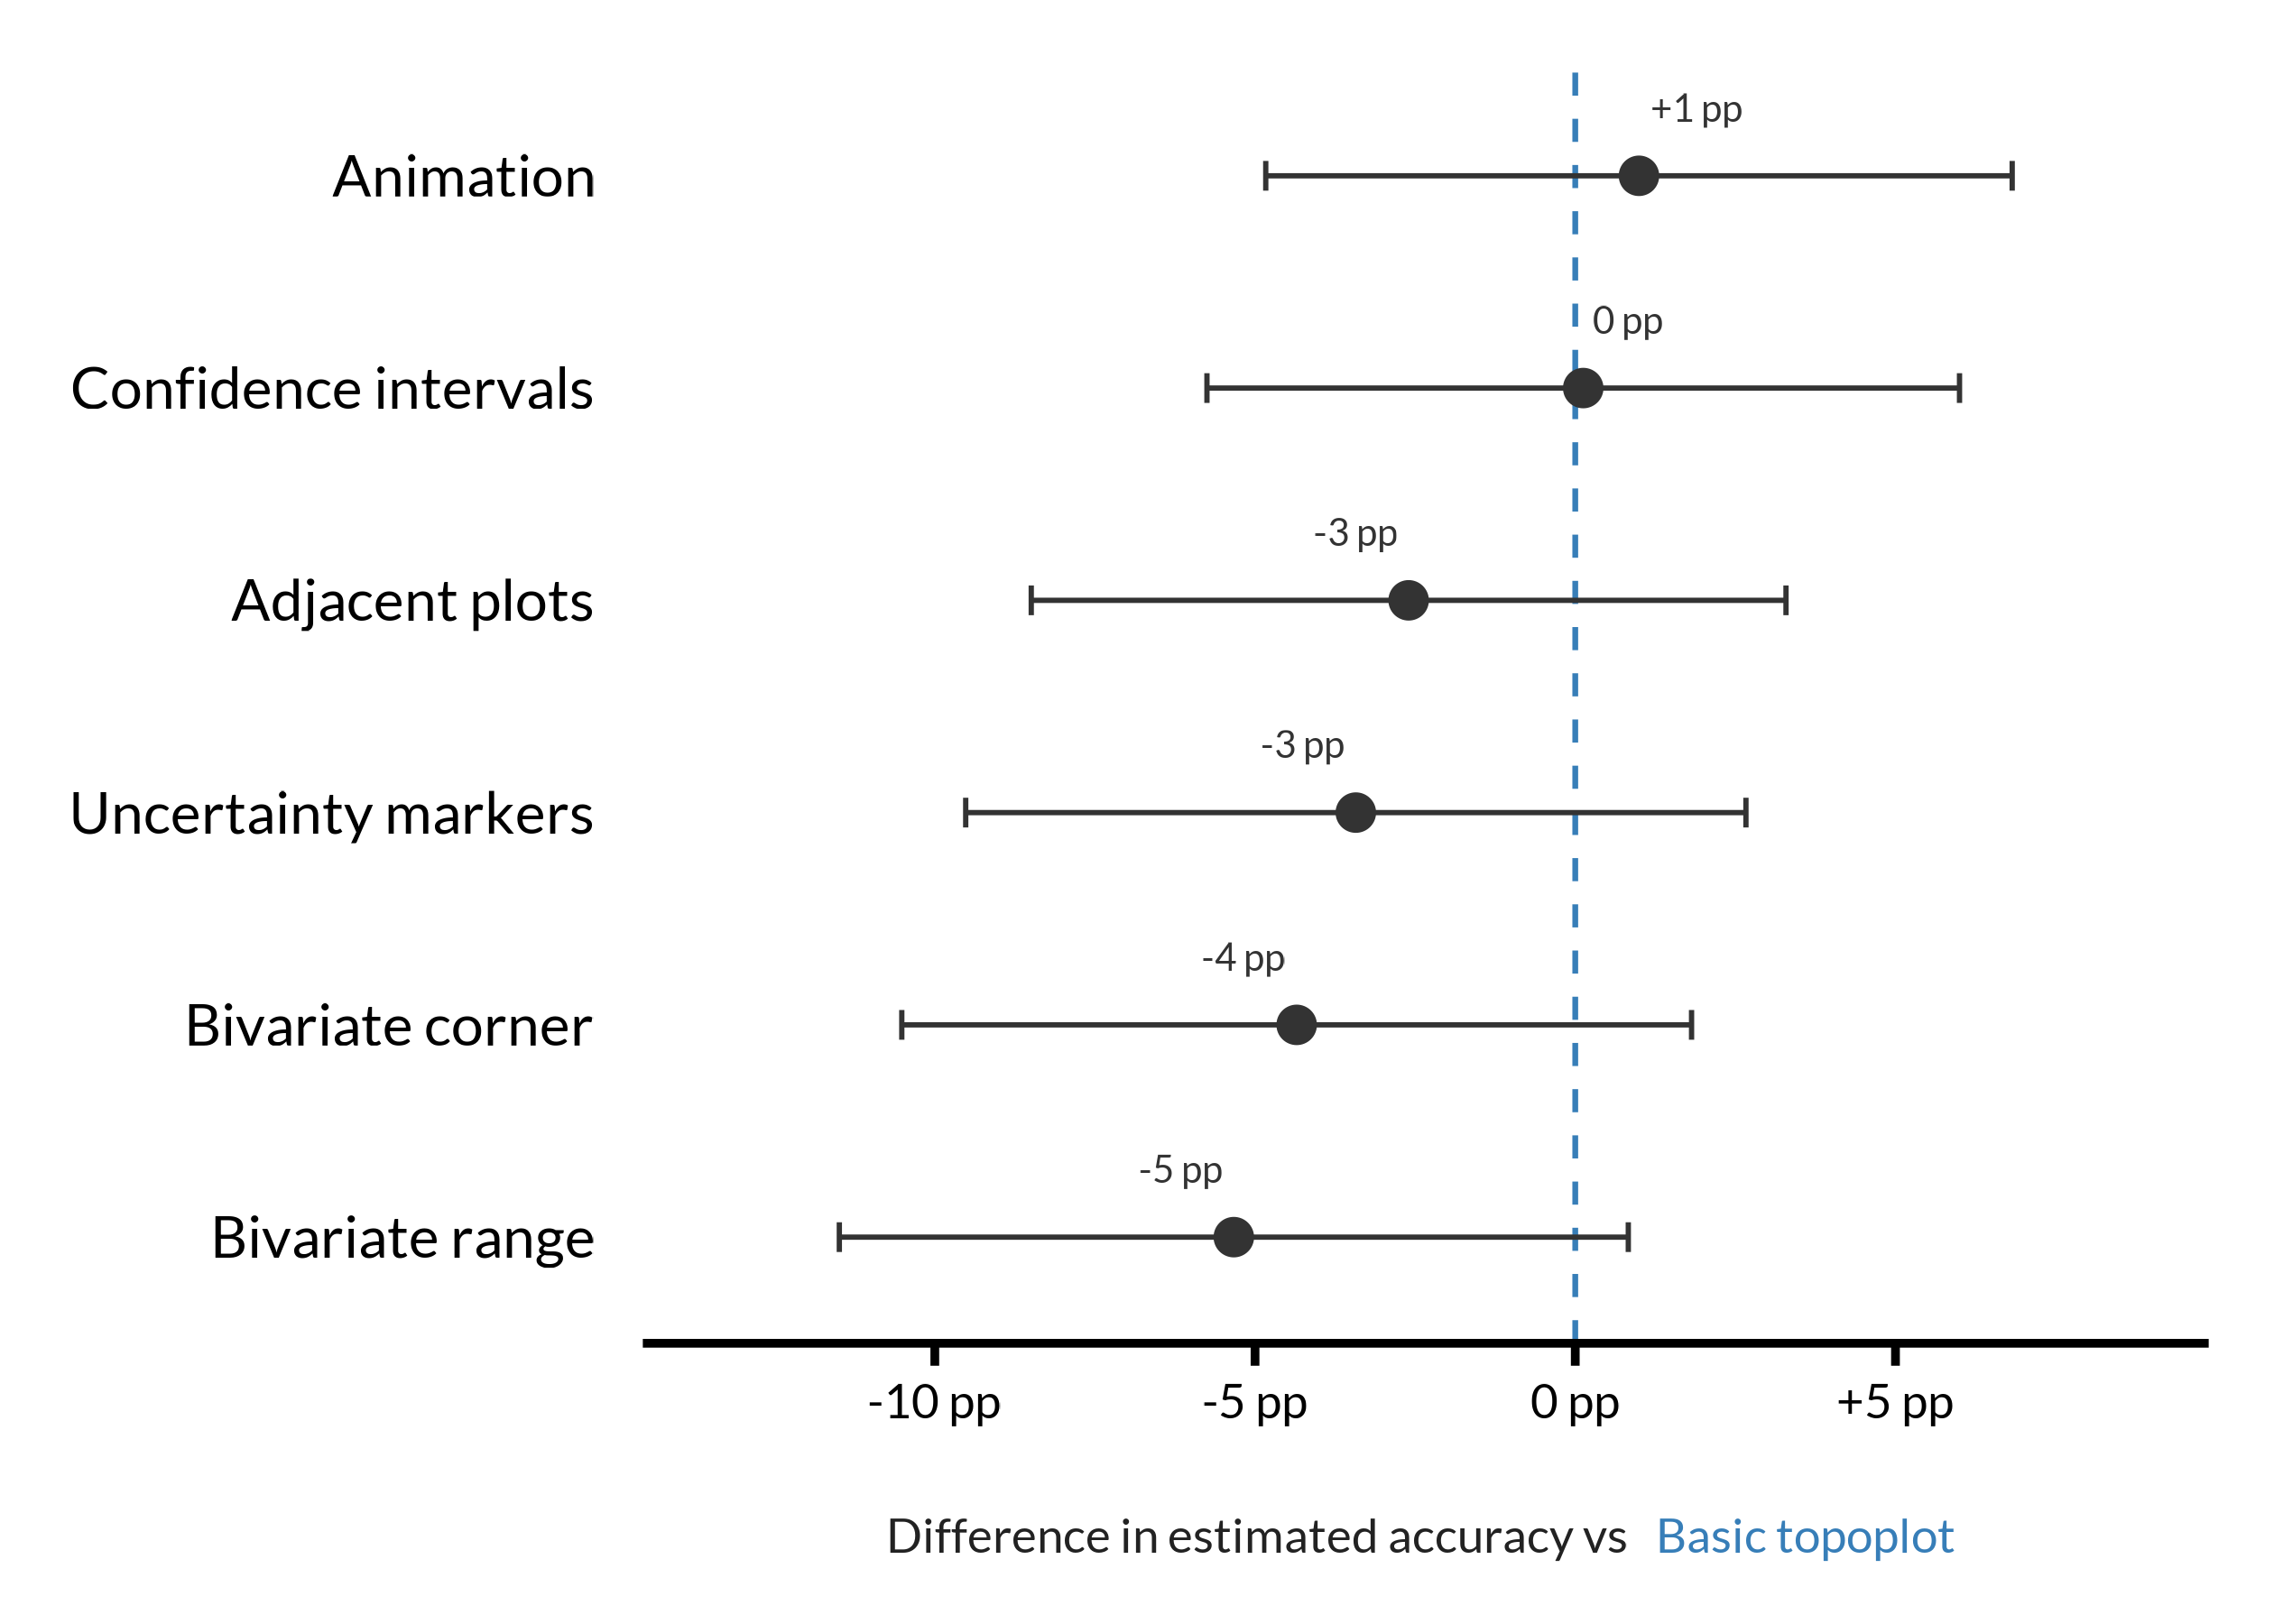 +1 pp
Animation
0 pp
Confidence intervals
-3 pp
Adjacent plots
-3 pp
Uncertainty markers
-4 pp
Bivariate corner
-5 pp
Bivariate range
-10 pp -5 pp 0 pp +5 pp
Difference in estimated accuracy vs Basic topoplot